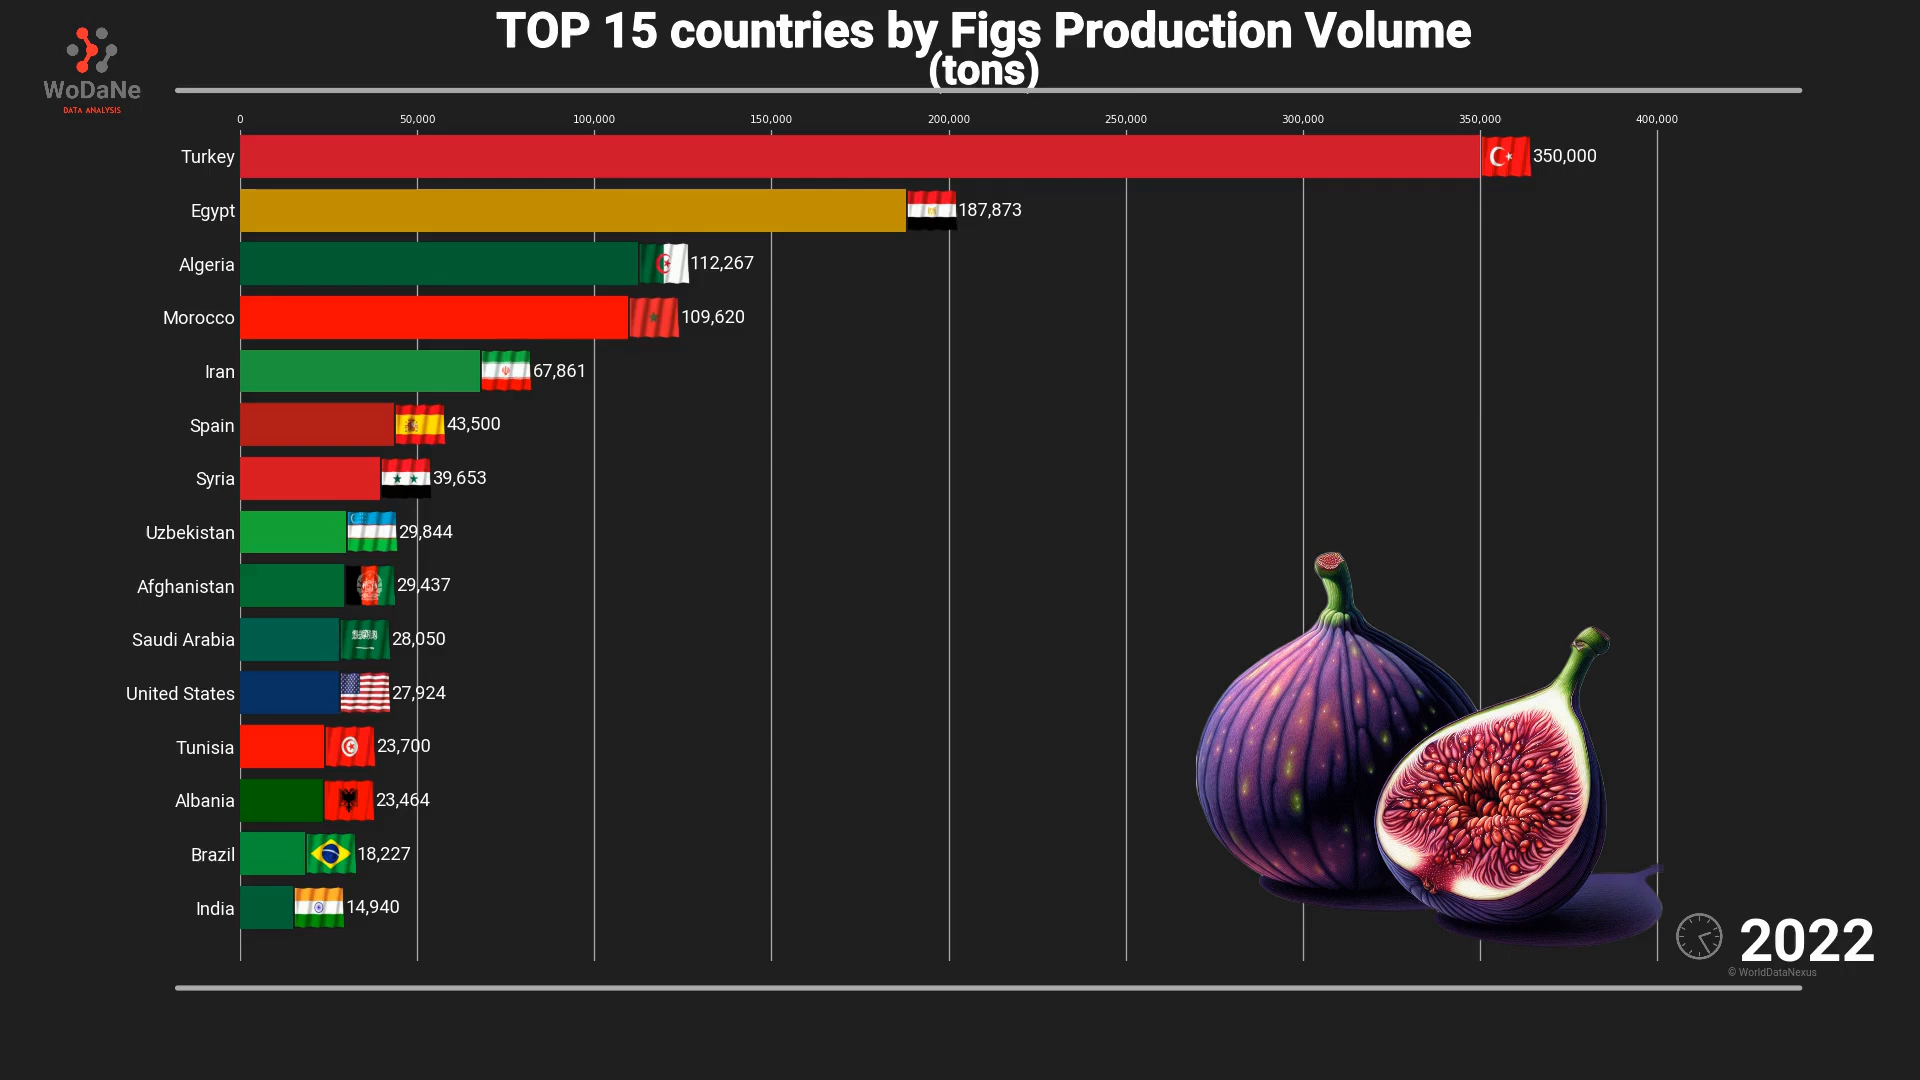 TOP 15 countries by Figs Production Volume
(tons)
WoDaNe
DATA ANALYSIS
0 50,000 100,000 150,000 200,000 250,000 300,000 350,000 400,000
Turkey 350,000
Egypt 187,873
Algeria 112,267
Morocco 109,620
Iran 67,861
Spain 43,500
Syria 39,653
Uzbekistan 29,844
Afghanistan 29,437
Saudi Arabia 28,050
United States 27,924
Tunisia 23,700
Albania 23,464
Brazil 18,227
India 14,940
2022
© WorldDataNexus